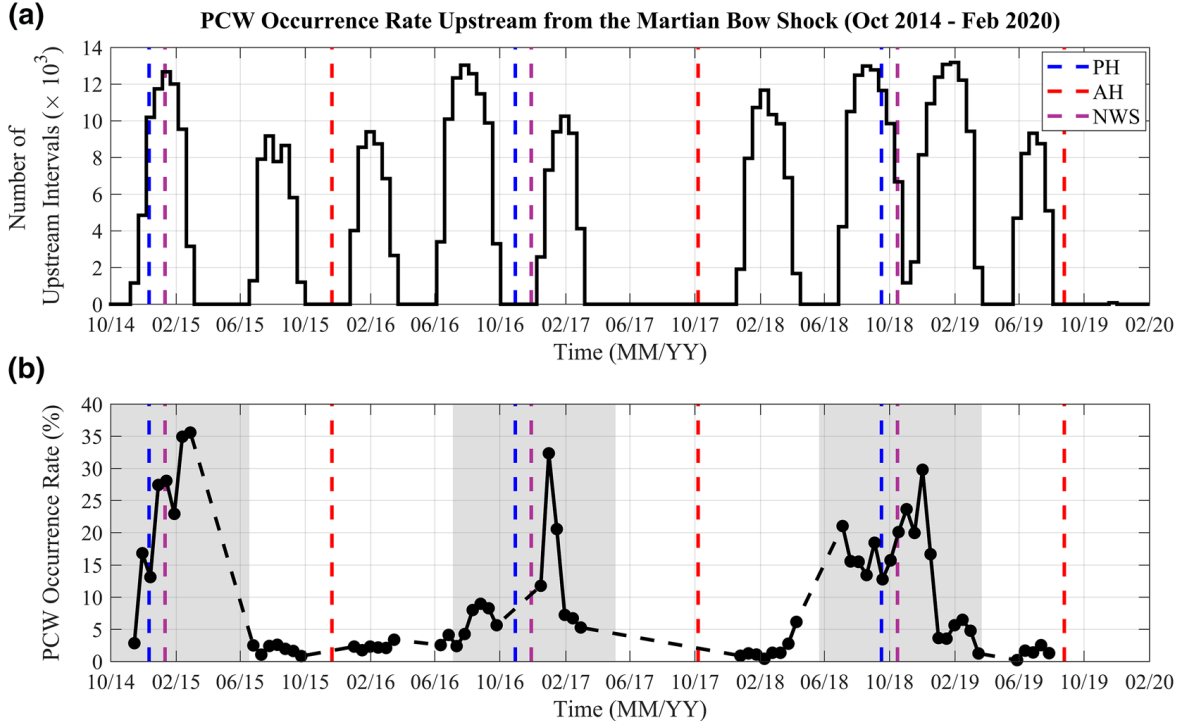 (a)
PCW Occurrence Rate Upstream from the Martian Bow Shock (Oct 2014 - Feb 2020)
Number of
Upstream Intervals (× 10³)
14
12
10
8
6
4
2
0
PH
AH
NWS
10/14 02/15 06/15 10/15 02/16 06/16 10/16 02/17 06/17 10/17 02/18 06/18 10/18 02/19 06/19 10/19 02/20
Time (MM/YY)
(b)
PCW Occurrence Rate (%)
40
35
30
25
20
15
10
5
0
10/14 02/15 06/15 10/15 02/16 06/16 10/16 02/17 06/17 10/17 02/18 06/18 10/18 02/19 06/19 10/19 02/20
Time (MM/YY)